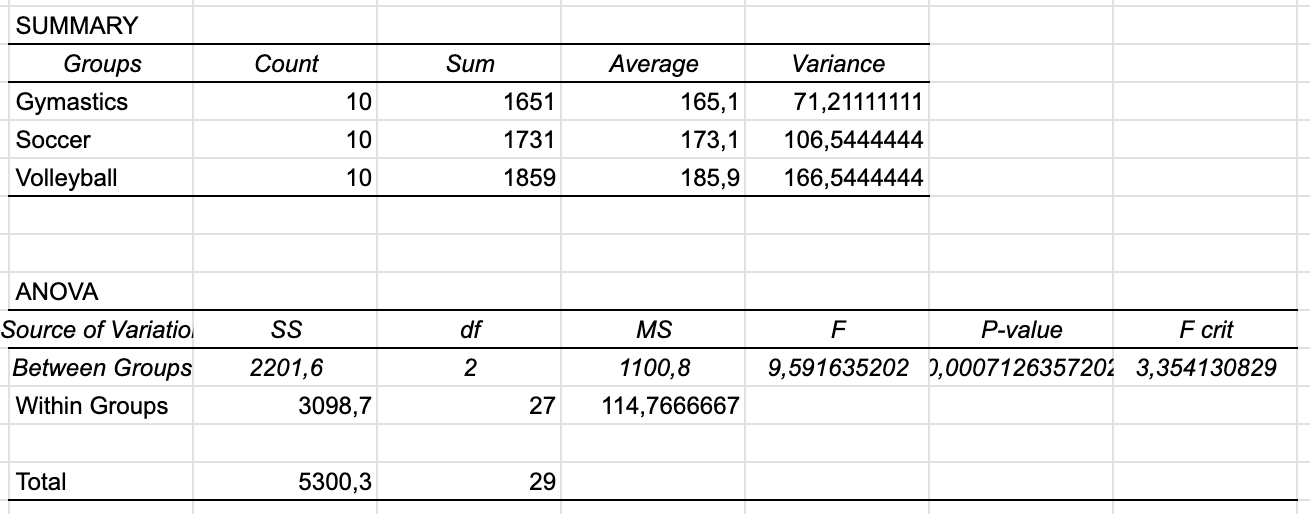 SUMMARY
Groups Count Sum Average Variance
Gymastics 10 1651 165,1 71,21111111
Soccer 10 1731 173,1 106,5444444
Volleyball 10 1859 185,9 166,5444444
ANOVA
Source of Variatio SS df MS F P-value F crit
Between Groups 2201,6 2 1100,8 9,591635202 0,0007126357202 3,354130829
Within Groups 3098,7 27 114,7666667
Total 5300,3 29